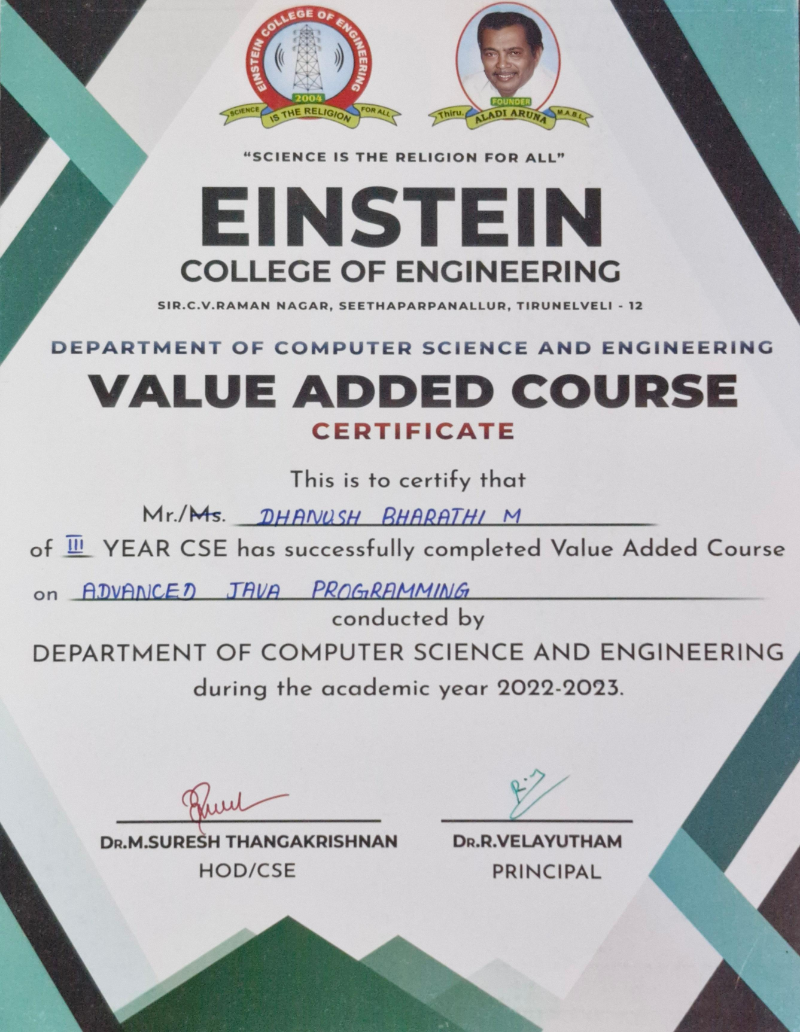 EINSTEIN COLLEGE OF ENGINEERING
2004
SCIENCE IS THE RELIGION FOR ALL
FOUNDER
Thiru. ALADI ARUNA M.A.B.L.
“SCIENCE IS THE RELIGION FOR ALL”
EINSTEIN
COLLEGE OF ENGINEERING
SIR.C.V.RAMAN NAGAR, SEETHAPARPANALLUR, TIRUNELVELI - 12
DEPARTMENT OF COMPUTER SCIENCE AND ENGINEERING
VALUE ADDED COURSE
CERTIFICATE
This is to certify that
Mr./Ms. DHANUSH BHARATHI M
of III YEAR CSE has successfully completed Value Added Course
on ADVANCED JAVA PROGRAMMING
conducted by
DEPARTMENT OF COMPUTER SCIENCE AND ENGINEERING
during the academic year 2022-2023.
DR.M.SURESH THANGAKRISHNAN
HOD/CSE
DR.R.VELAYUTHAM
PRINCIPAL